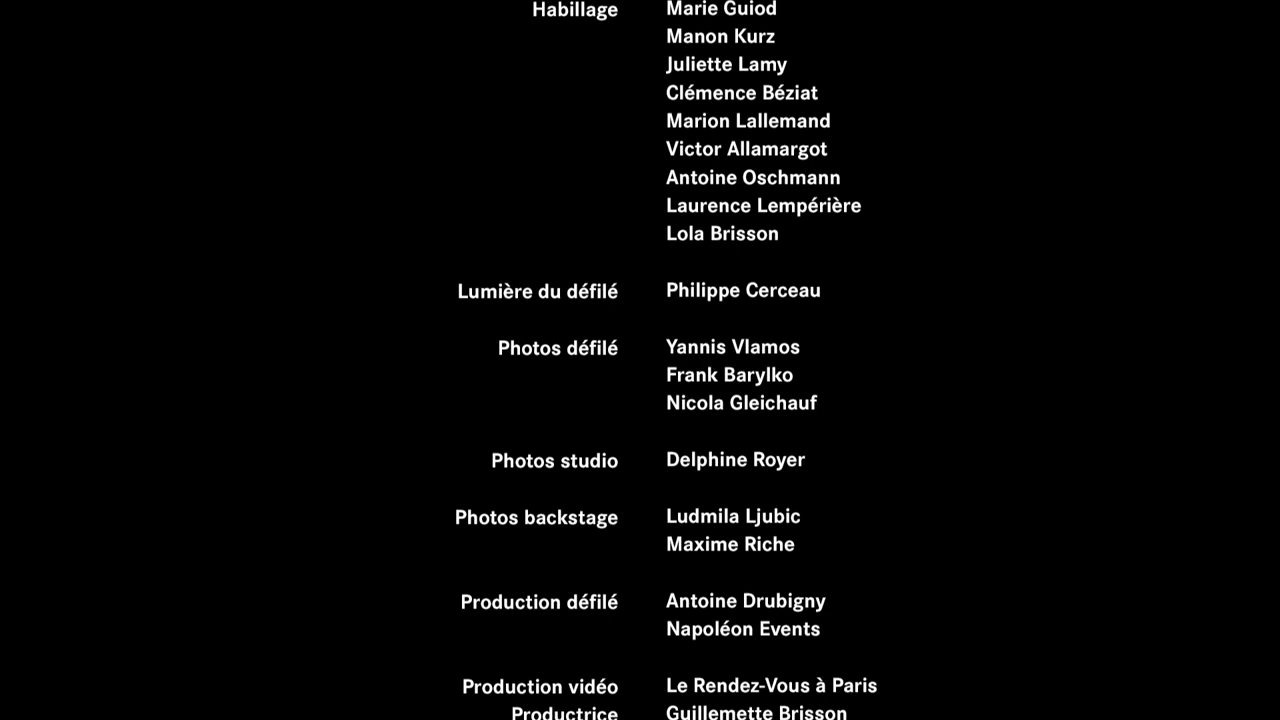 Habillage Marie Guiod
Manon Kurz
Juliette Lamy
Clémence Béziat
Marion Lallemand
Victor Allamargot
Antoine Oschmann
Laurence Lempérière
Lola Brisson
Lumière du défilé Philippe Cerceau
Photos défilé Yannis Vlamos
Frank Barylko
Nicola Gleichauf
Photos studio Delphine Royer
Photos backstage Ludmila Ljubic
Maxime Riche
Production défilé Antoine Drubigny
Napoléon Events
Production vidéo Le Rendez-Vous à Paris
Productrice Guillemette Brisson